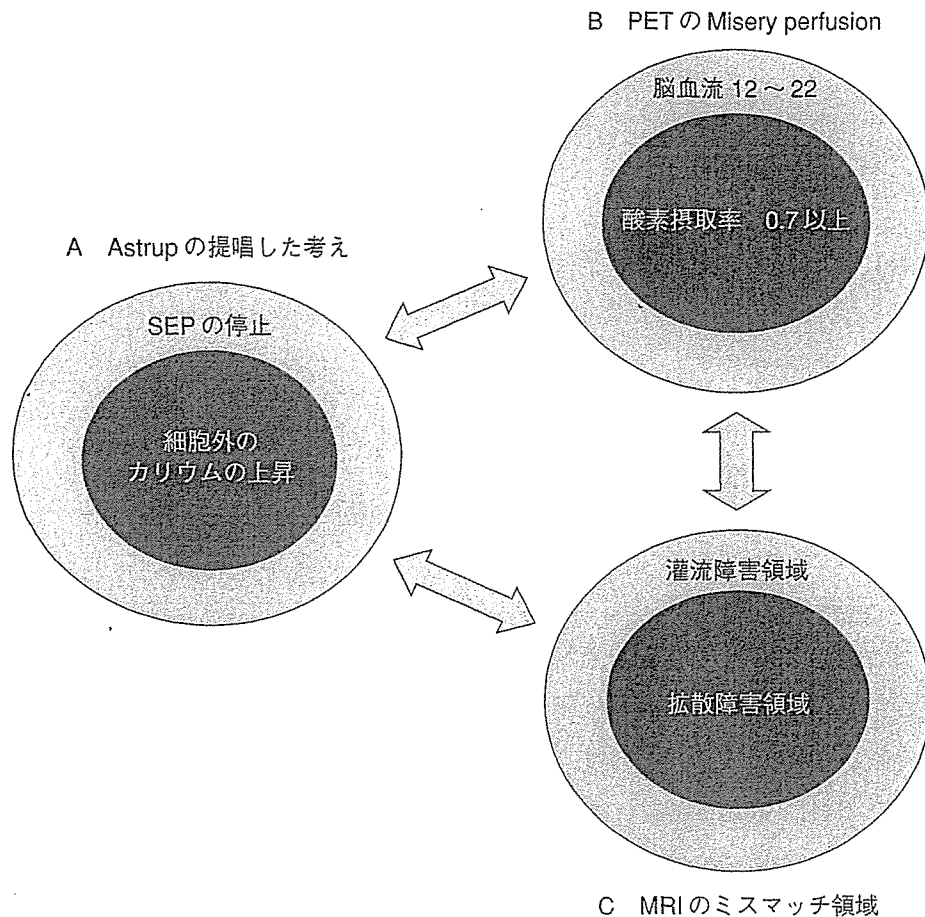 B PETのMisery perfusion
脳血流 12～22
酸素摂取率 0.7以上
A Astrupの提唱した考え
SEPの停止
細胞外の
カリウムの上昇
灌流障害領域
拡散障害領域
C MRIのミスマッチ領域